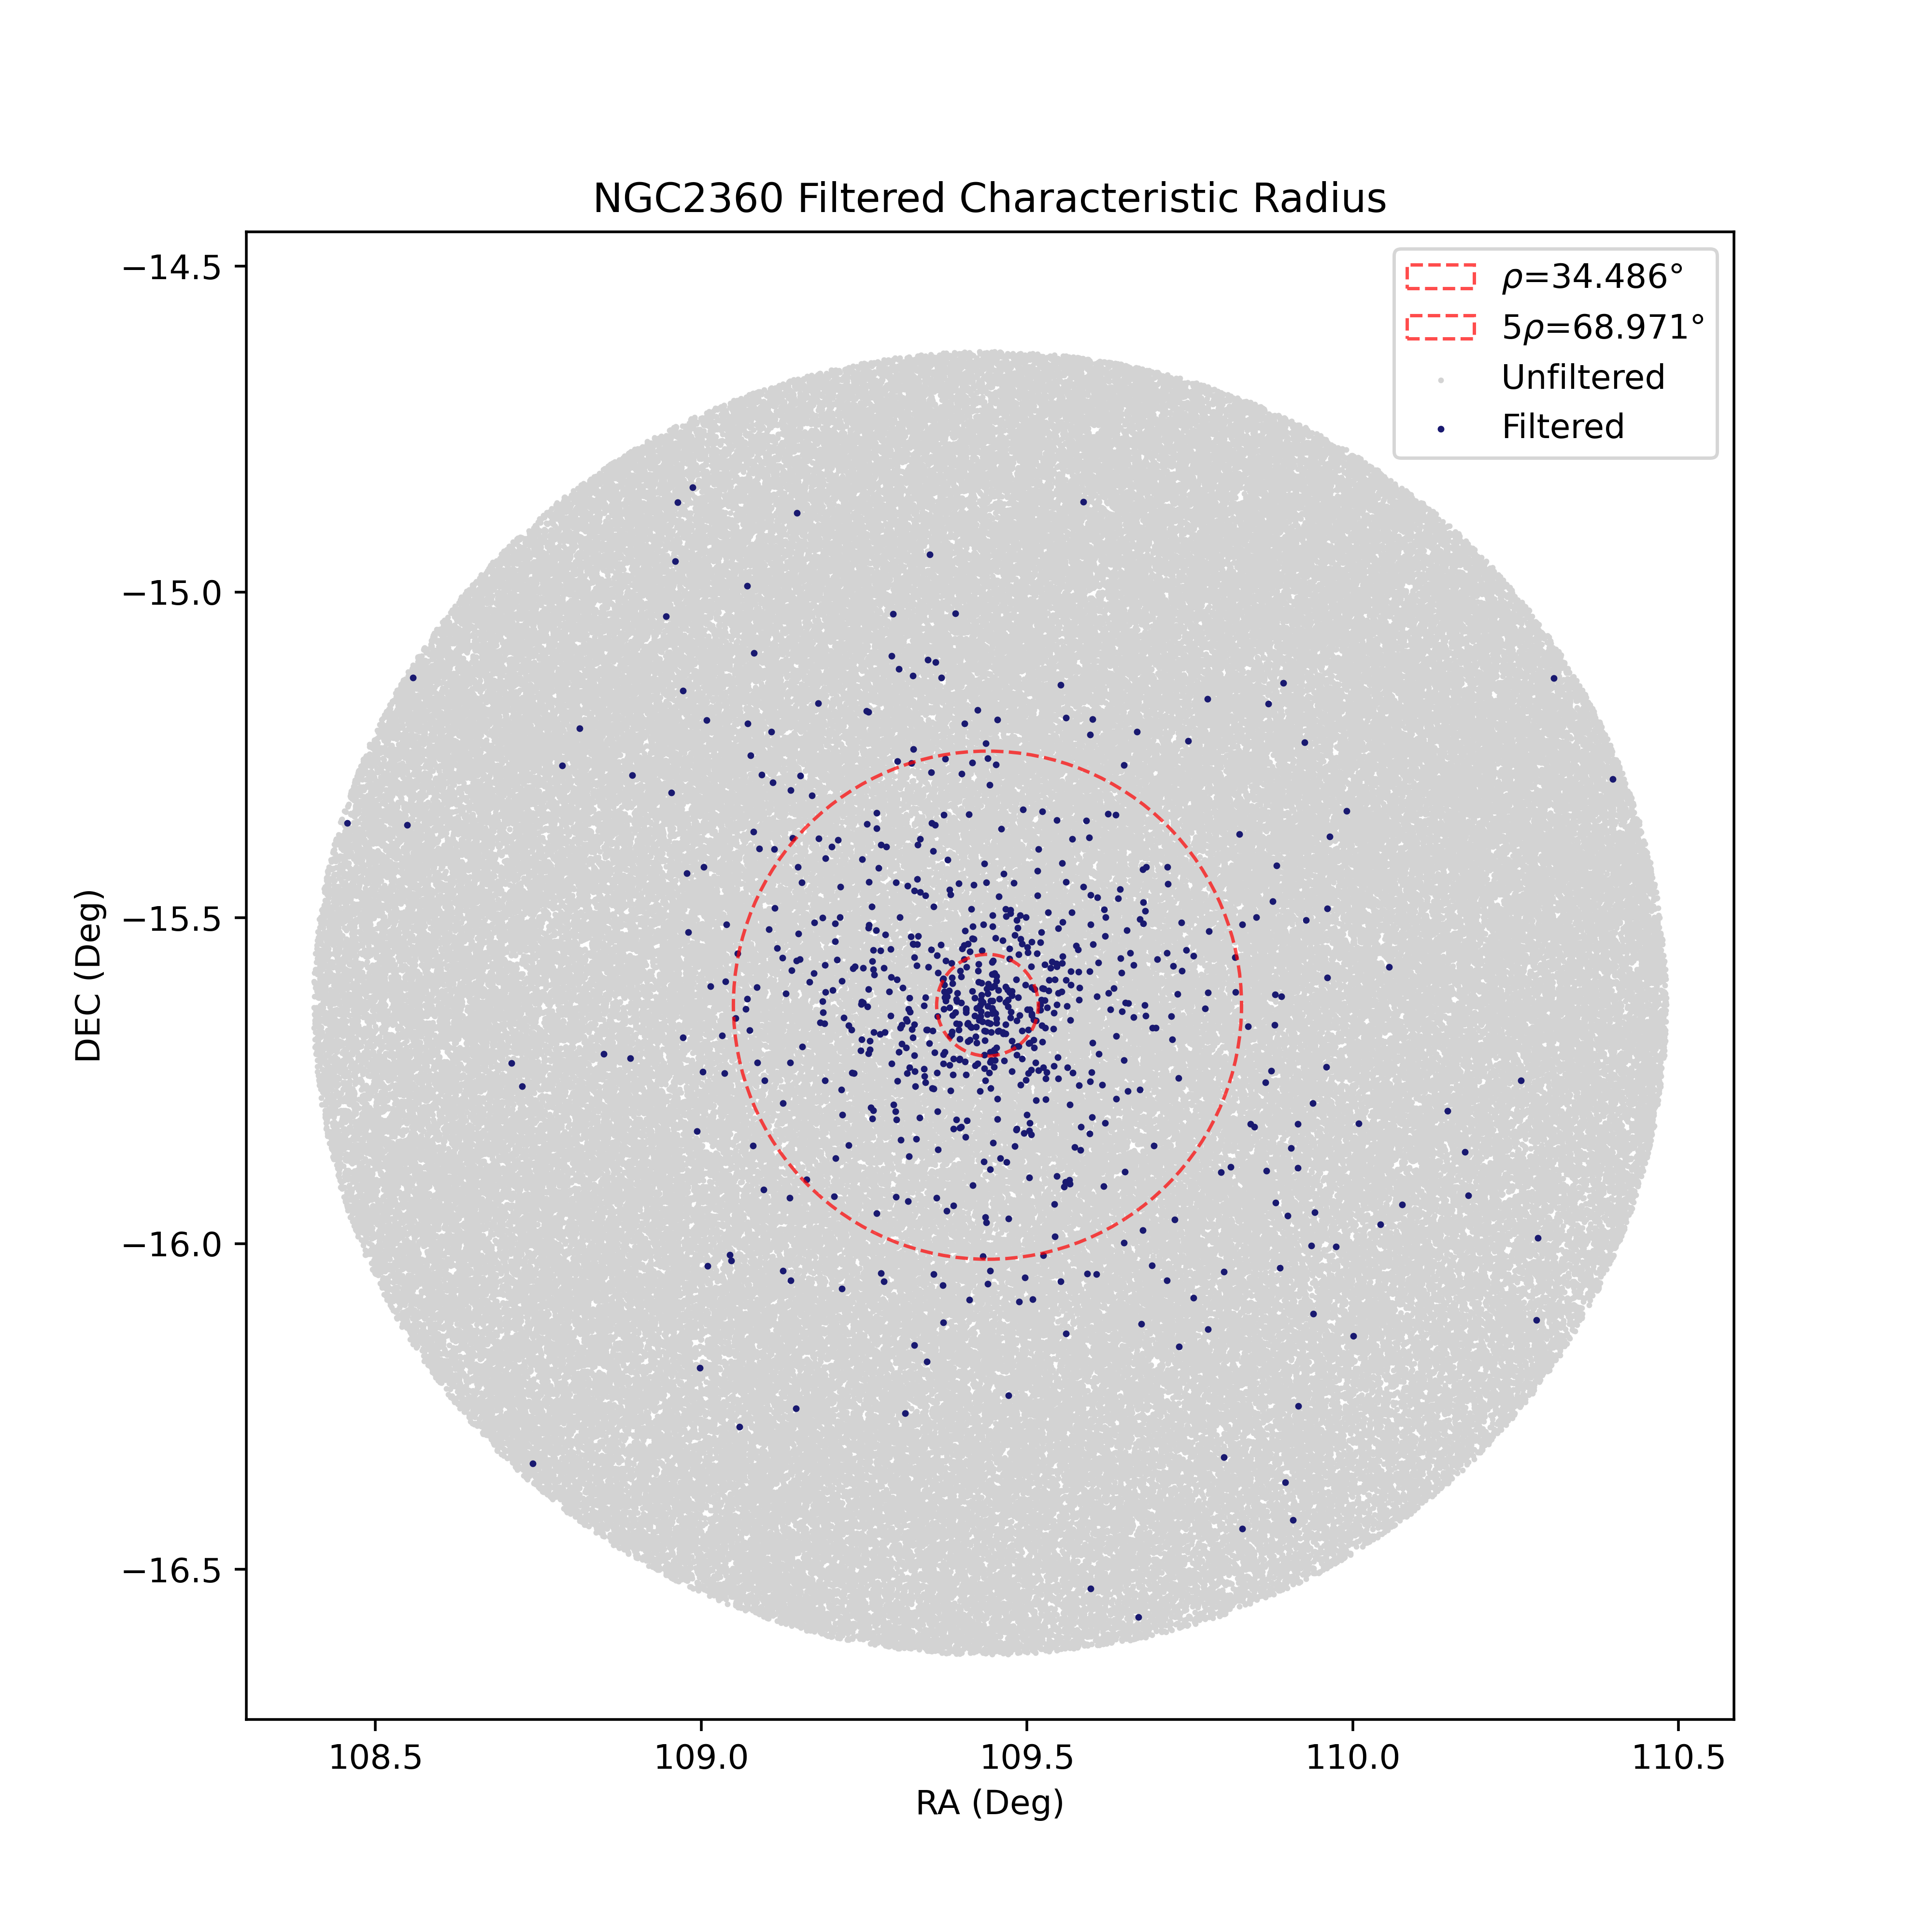 NGC2360 Filtered Characteristic Radius
ρ=34.486°
5ρ=68.971°
Unfiltered
Filtered
−14.5
−15.0
−15.5
−16.0
−16.5
DEC (Deg)
108.5 109.0 109.5 110.0 110.5
RA (Deg)